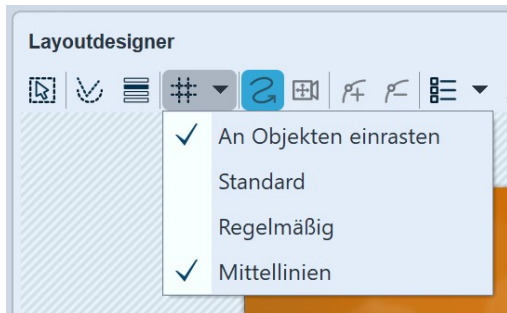 Layoutdesigner
An Objekten einrasten
Standard
Regelmäßig
Mittellinien